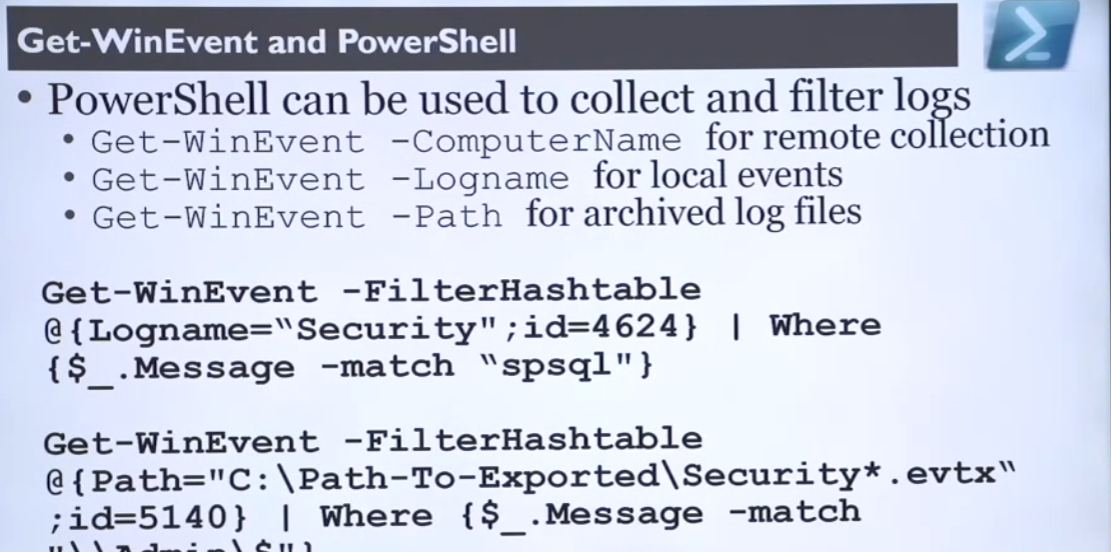 Get-WinEvent and PowerShell
• PowerShell can be used to collect and filter logs
• Get-WinEvent -ComputerName for remote collection
• Get-WinEvent -Logname for local events
• Get-WinEvent -Path for archived log files
Get-WinEvent -FilterHashtable
@{Logname=“Security";id=4624} | Where
{$_.Message -match “spsql"}
Get-WinEvent -FilterHashtable
@{Path="C:\Path-To-Exported\Security*.evtx“
;id=5140} | Where {$_.Message -match
"\\Admin\$"}